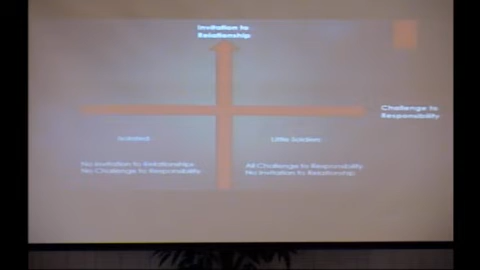 Invitation to
Relationship
Challenge to
Responsibility
Isolated
Little Soldiers
No Invitation to Relationships
No Challenge to Responsibility
All Challenge to Responsibility
No Invitation to Relationship